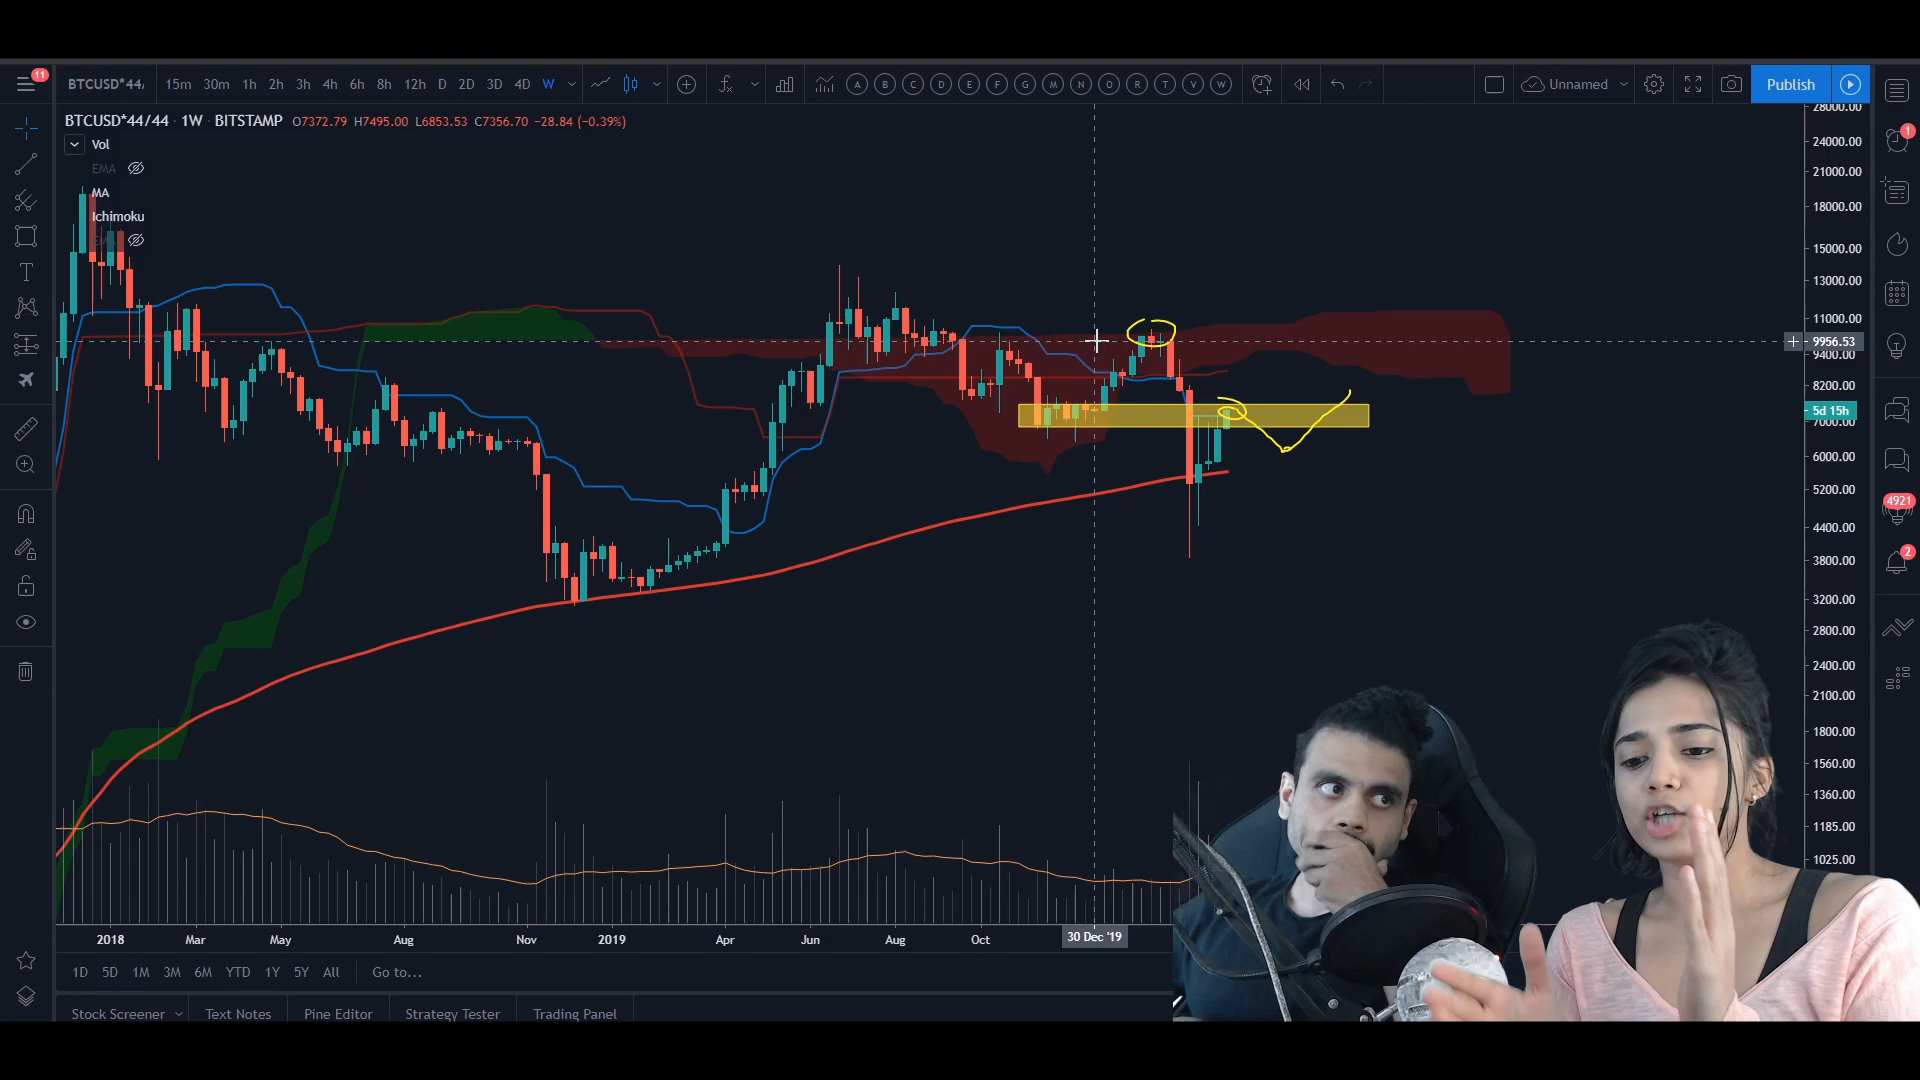 11 BTCUSD*44/ 15m 30m 1h 2h 3h 4h 6h 8h 12h D 2D 3D 4D W A B C D E F G M N O R T V W Unnamed Publish
BTCUSD*44/44 · 1W · BITSTAMP O7372.79 H7495.00 L6853.53 C7356.70 −28.84 (−0.39%)
Vol
EMA
MA
Ichimoku
EMA
28000.00
24000.00
21000.00
18000.00
15000.00
13000.00
11000.00
9956.53
9400.00
8200.00
5d 15h
7000.00
6000.00
5200.00
4400.00
3800.00
3200.00
2800.00
2400.00
2100.00
1800.00
1560.00
1360.00
1185.00
1025.00
1
4921
2
2018 Mar May Aug Nov 2019 Apr Jun Aug Oct 30 Dec '19
1D 5D 1M 3M 6M YTD 1Y 5Y All Go to...
Stock Screener Text Notes Pine Editor Strategy Tester Trading Panel